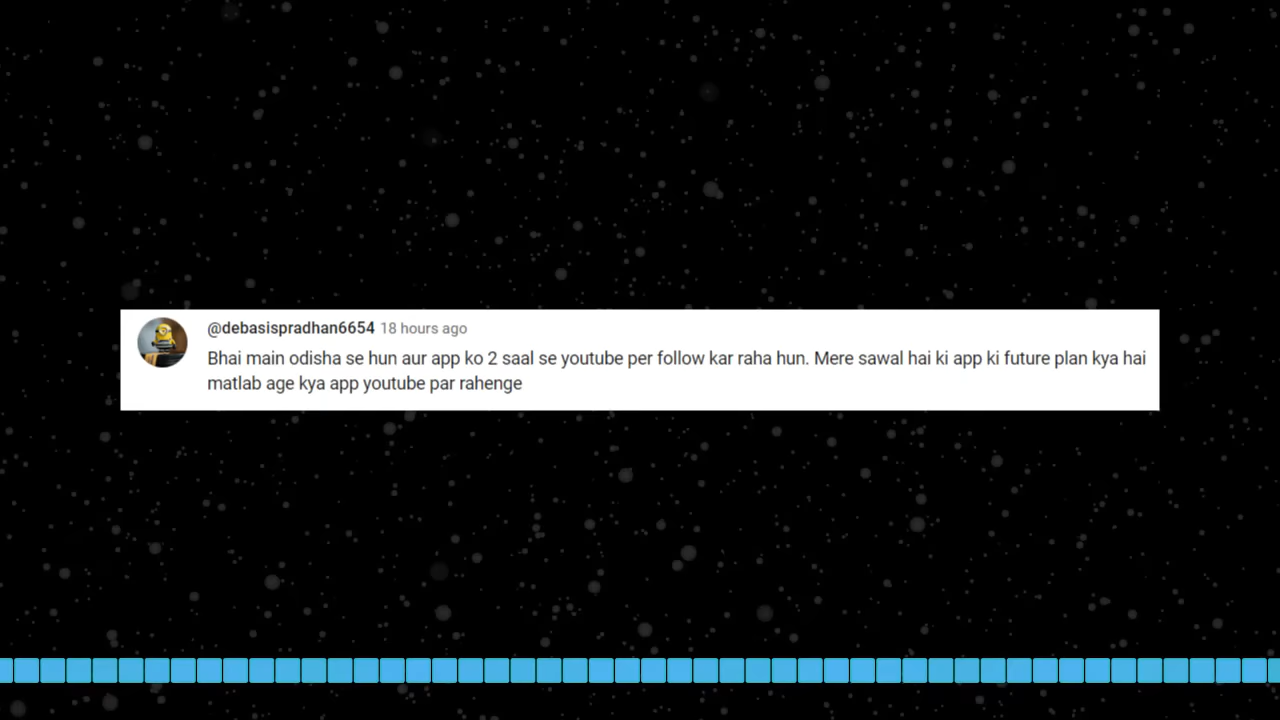 @debasispradhan6654 18 hours ago
Bhai main odisha se hun aur app ko 2 saal se youtube per follow kar raha hun. Mere sawal hai ki app ki future plan kya hai
matlab age kya app youtube par rahenge